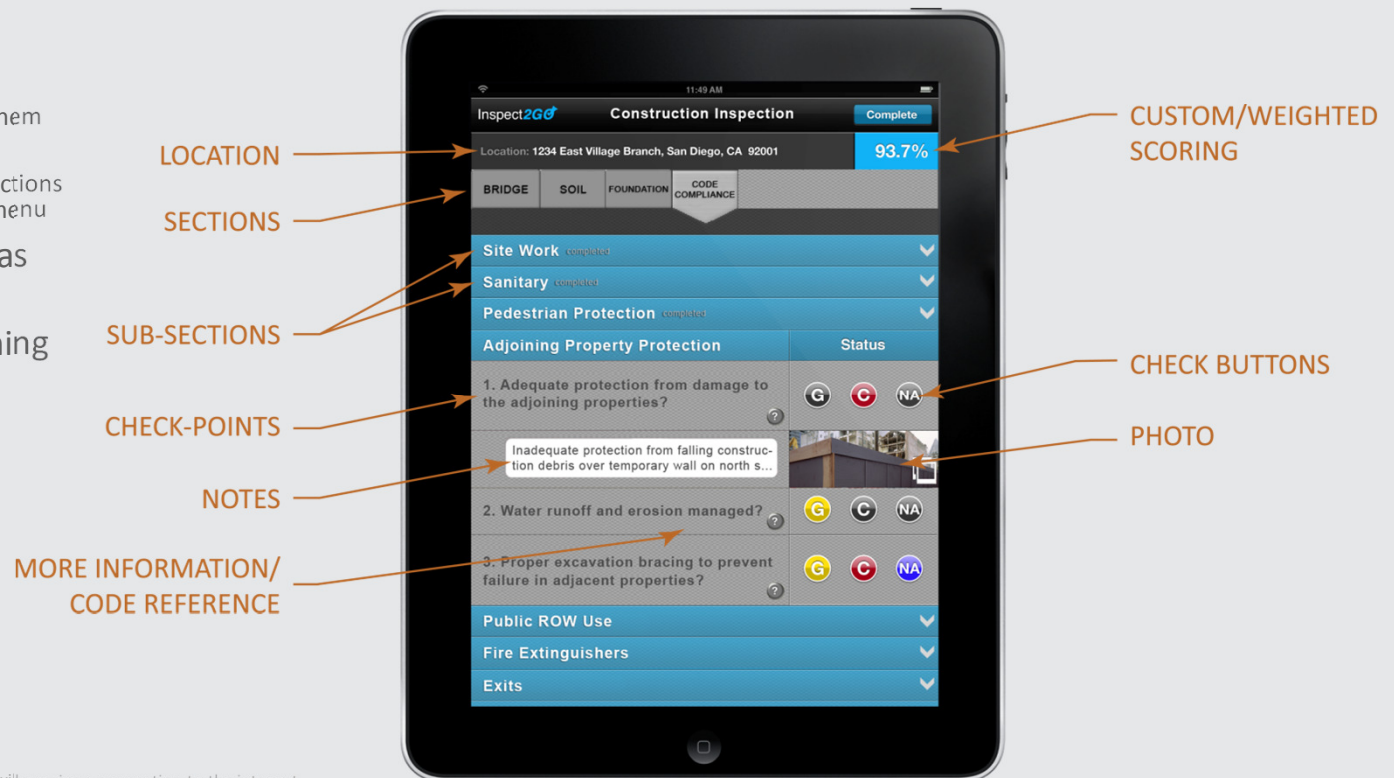 hem
ctions
menu
as
ning
LOCATION
SECTIONS
SUB-SECTIONS
CHECK-POINTS
NOTES
MORE INFORMATION/
CODE REFERENCE
11:49 AM
Inspect2GO
Construction Inspection
Complete
Location: 1234 East Village Branch, San Diego, CA 92001
93.7%
BRIDGE
SOIL
FOUNDATION
CODE
COMPLIANCE
Site Work completed
Sanitary completed
Pedestrian Protection completed
Adjoining Property Protection
Status
1. Adequate protection from damage to
the adjoining properties?
?
G C NA
Inadequate protection from falling construc-
tion debris over temporary wall on north s...
2. Water runoff and erosion managed?
?
G C NA
3. Proper excavation bracing to prevent
failure in adjacent properties?
?
G C NA
Public ROW Use
Fire Extinguishers
Exits
CUSTOM/WEIGHTED
SCORING
CHECK BUTTONS
PHOTO